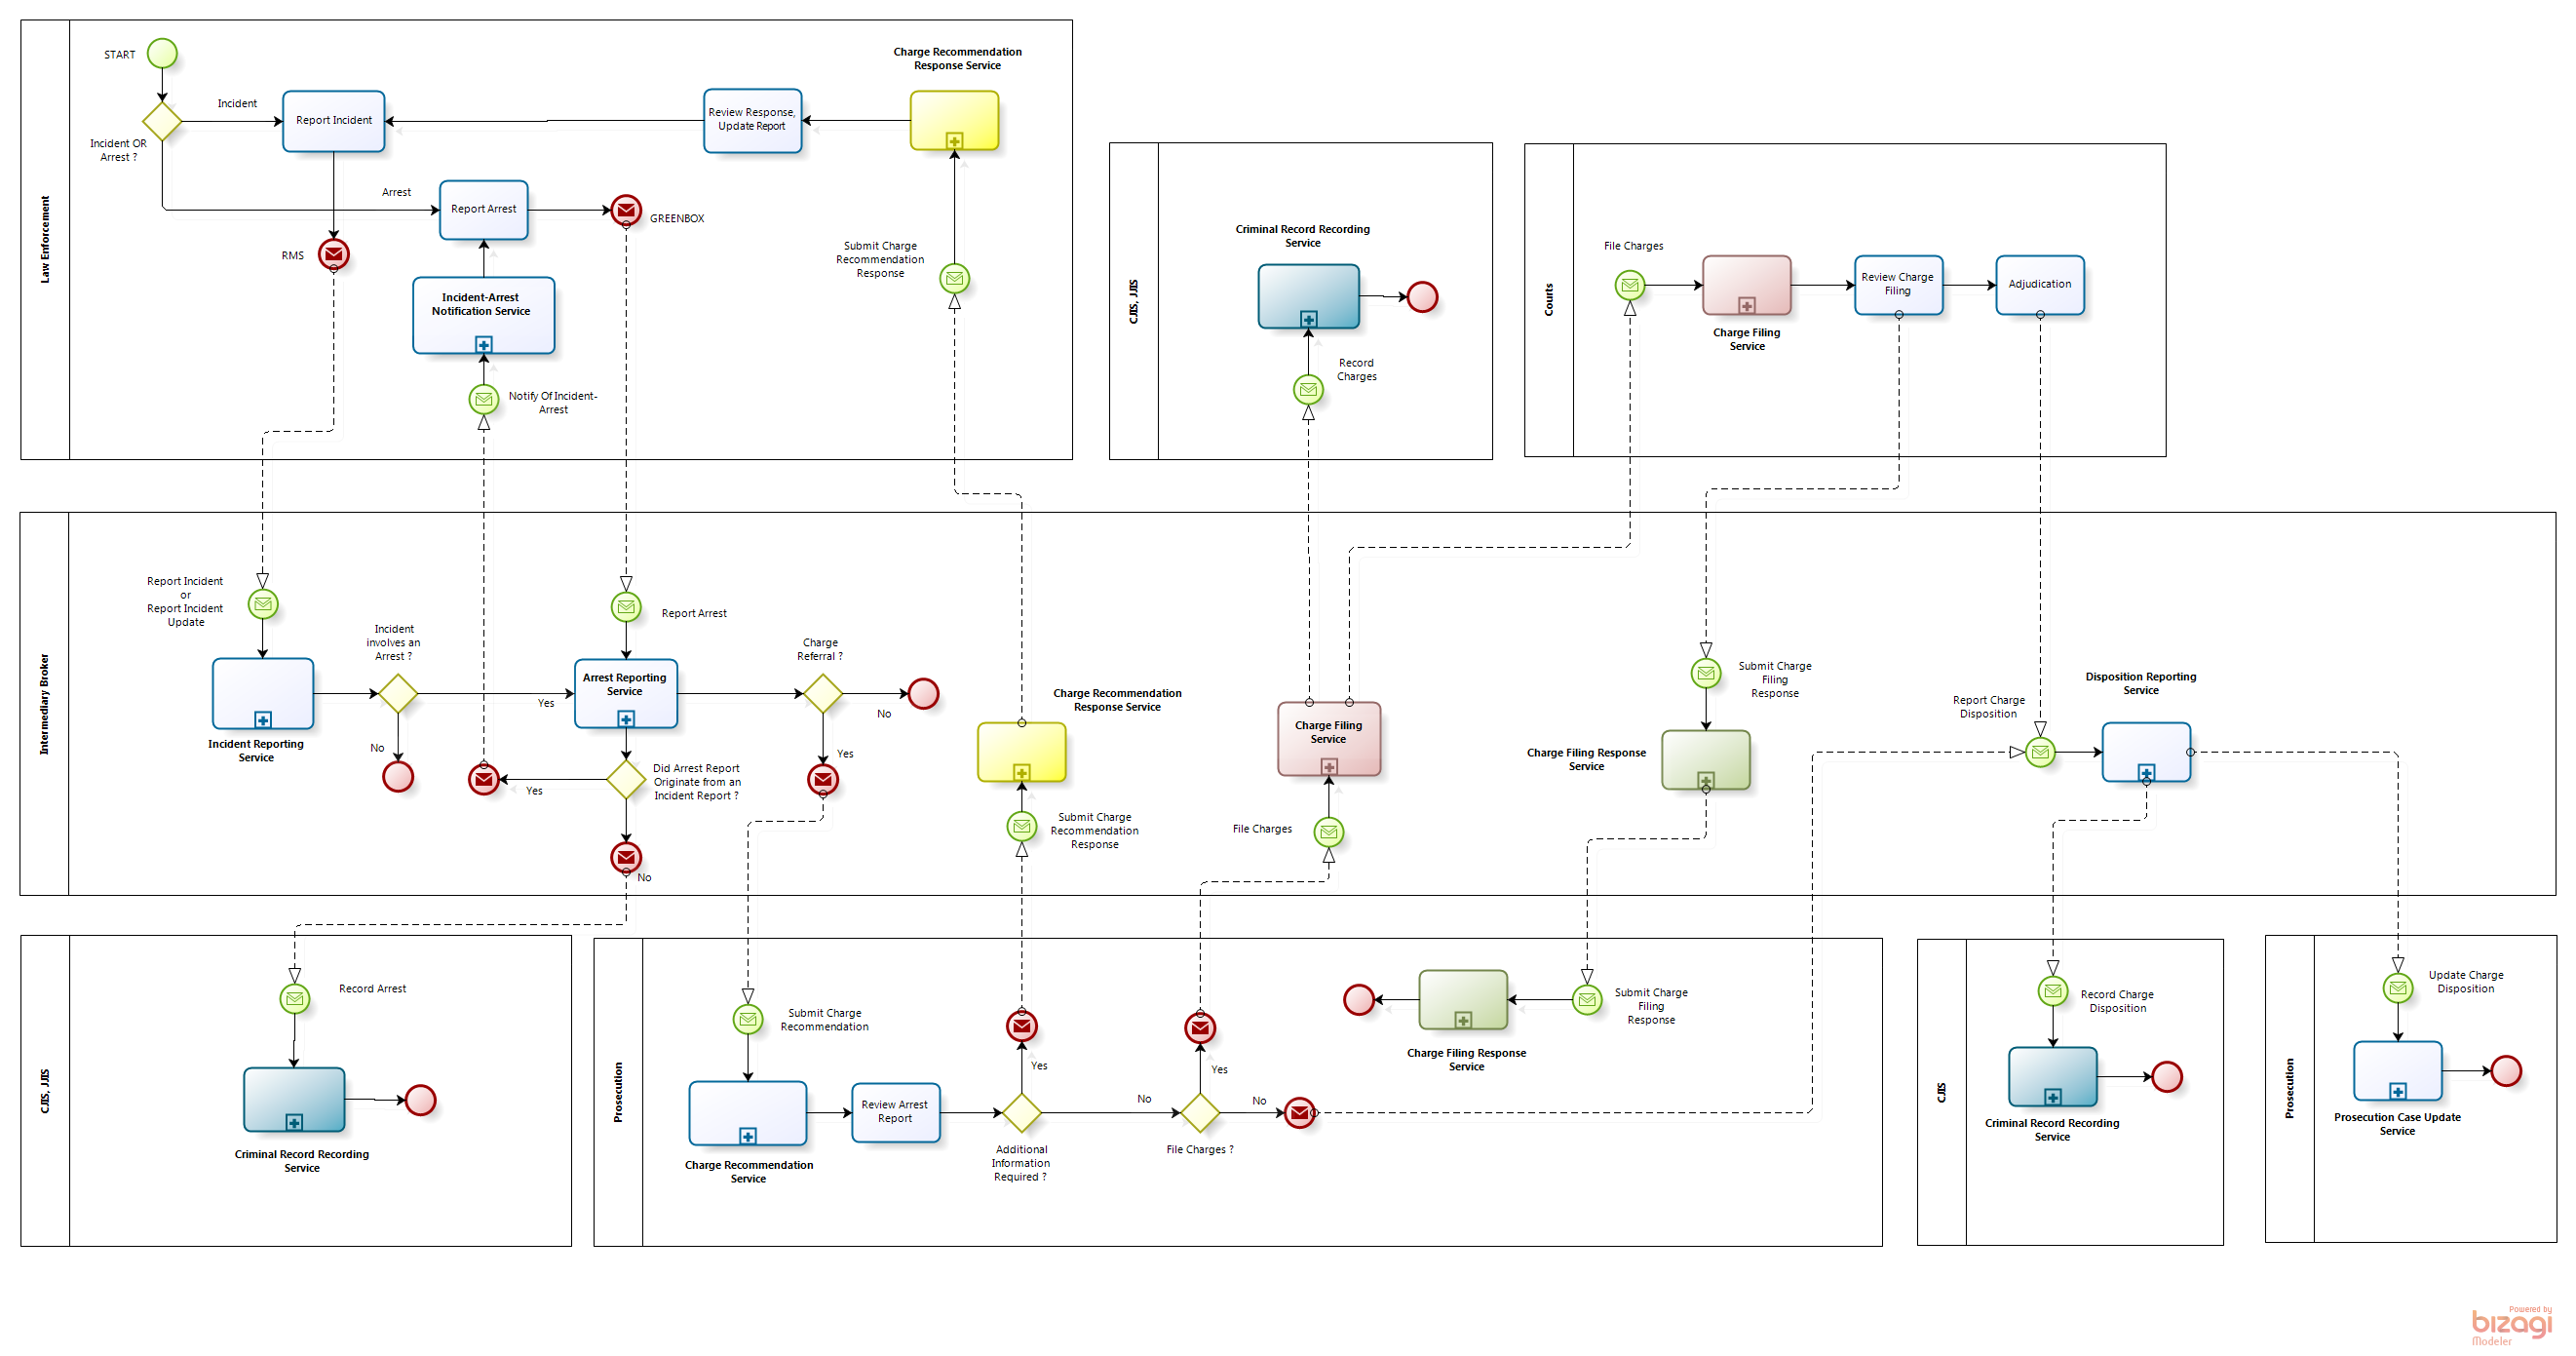 Law Enforcement
START
Incident OR
Arrest ?
Incident
Report Incident
Review Response,
Update Report
Charge Recommendation
Response Service
Arrest
Report Arrest
GREENBOX
RMS
Incident-Arrest
Notification Service
Notify Of Incident-
Arrest
Submit Charge
Recommendation
Response
CJIS, JJIS
Criminal Record Recording
Service
Record
Charges
Courts
File Charges
Charge Filing
Service
Review Charge
Filing
Adjudication
Intermediary Broker
Report Incident
or
Report Incident
Update
Incident Reporting
Service
Incident
involves an
Arrest ?
Yes
No
Report Arrest
Arrest Reporting
Service
Charge
Referral ?
No
Yes
Did Arrest Report
Originate from an
Incident Report ?
Yes
No
Charge Recommendation
Response Service
Submit Charge
Recommendation
Response
Charge Filing
Service
File Charges
Submit Charge
Filing
Response
Charge Filing Response
Service
Report Charge
Disposition
Disposition Reporting
Service
CJIS, JJIS
Record Arrest
Criminal Record Recording
Service
Prosecution
Submit Charge
Recommendation
Charge Recommendation
Service
Review Arrest
Report
Additional
Information
Required ?
Yes
No
File Charges ?
Yes
No
Charge Filing Response
Service
Submit Charge
Filing
Response
CJIS
Record Charge
Disposition
Criminal Record Recording
Service
Prosecution
Update Charge
Disposition
Prosecution Case Update
Service
Powered by
bizagi
Modeler